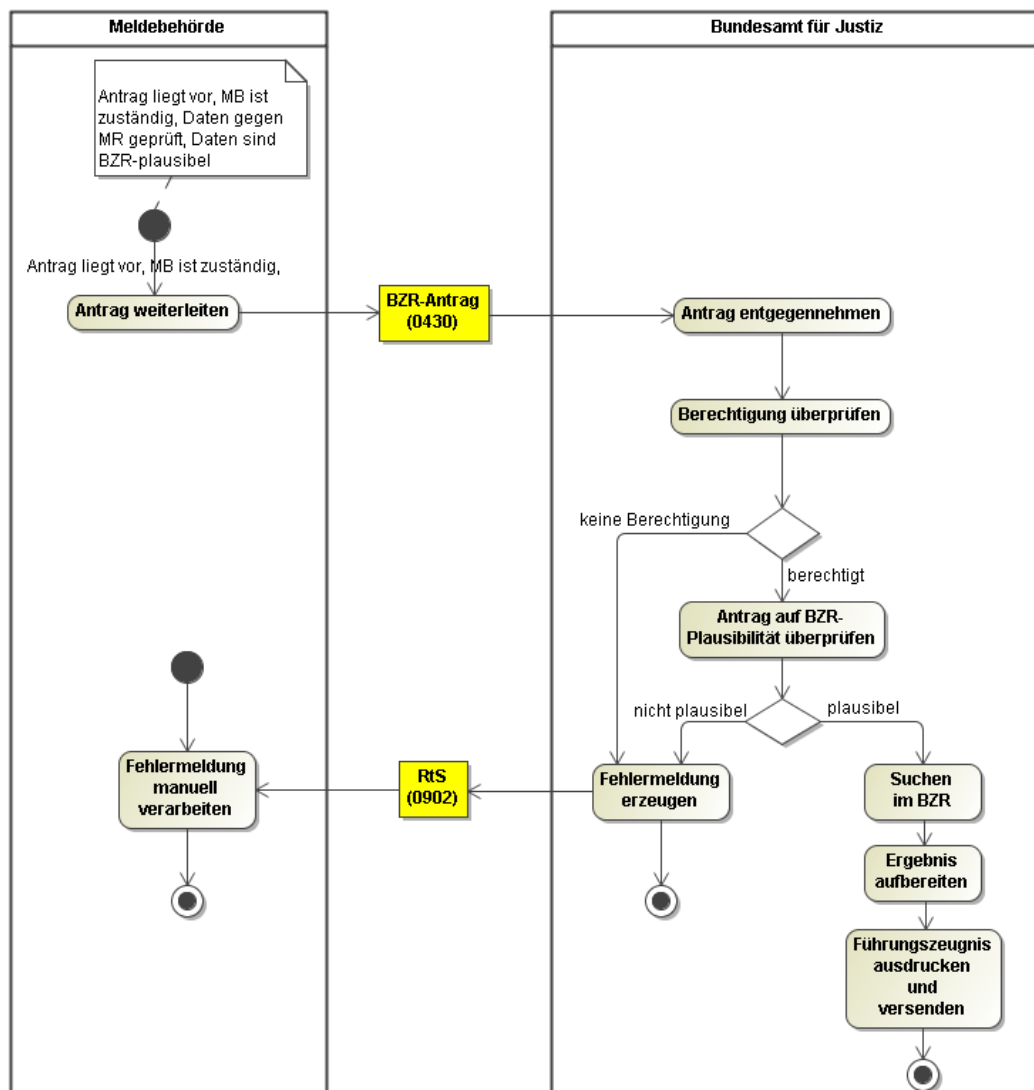 Meldebehörde
Bundesamt für Justiz
Antrag liegt vor, MB ist
zuständig, Daten gegen
MR geprüft, Daten sind
BZR-plausibel
Antrag liegt vor, MB ist zuständig,
Antrag weiterleiten
BZR-Antrag
(0430)
Antrag entgegennehmen
Berechtigung überprüfen
keine Berechtigung
berechtigt
Antrag auf BZR-
Plausibilität überprüfen
nicht plausibel
plausibel
Fehlermeldung
manuell
verarbeiten
RtS
(0902)
Fehlermeldung
erzeugen
Suchen
im BZR
Ergebnis
aufbereiten
Führungszeugnis
ausdrucken
und
versenden